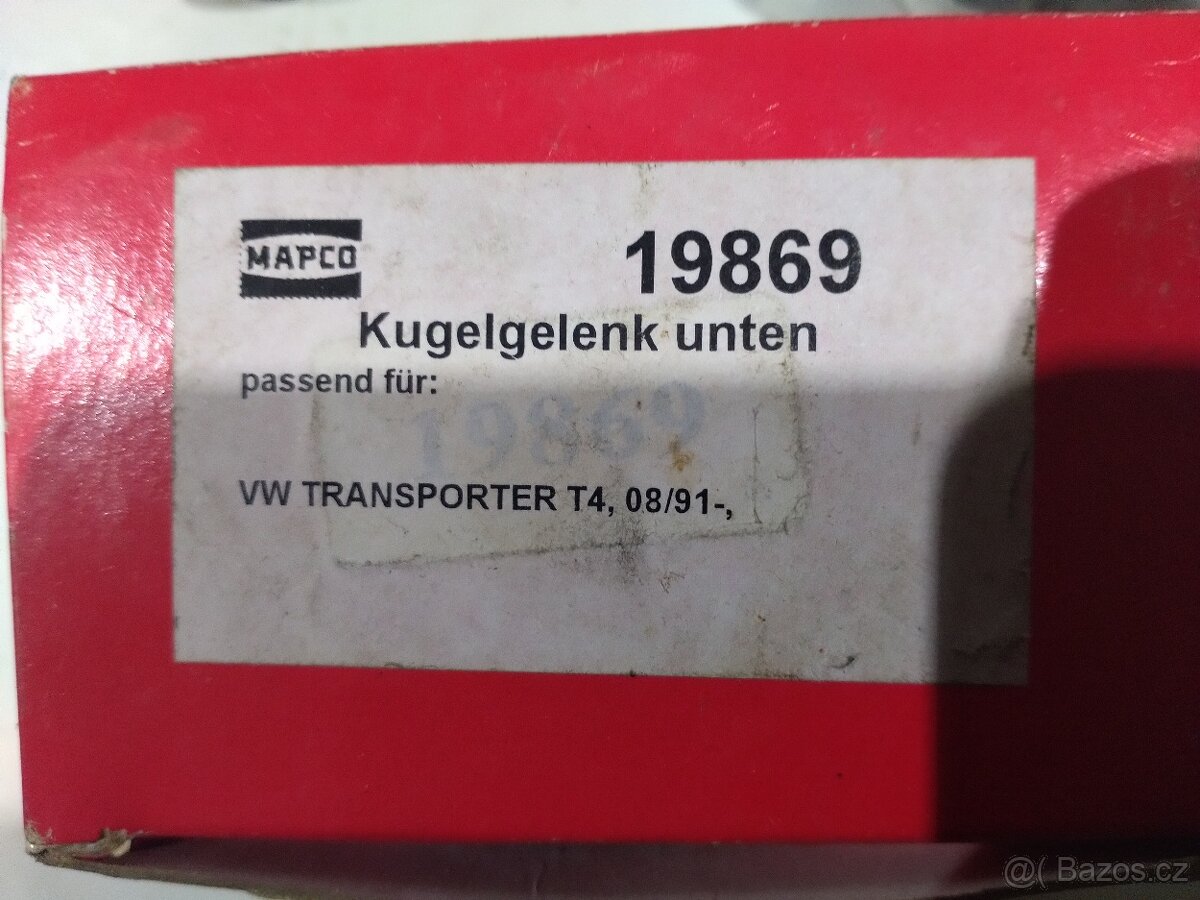 MAPCO
19869
Kugelgelenk unten
passend für:
19869
VW TRANSPORTER T4, 08/91-,
@( Bazos.cz